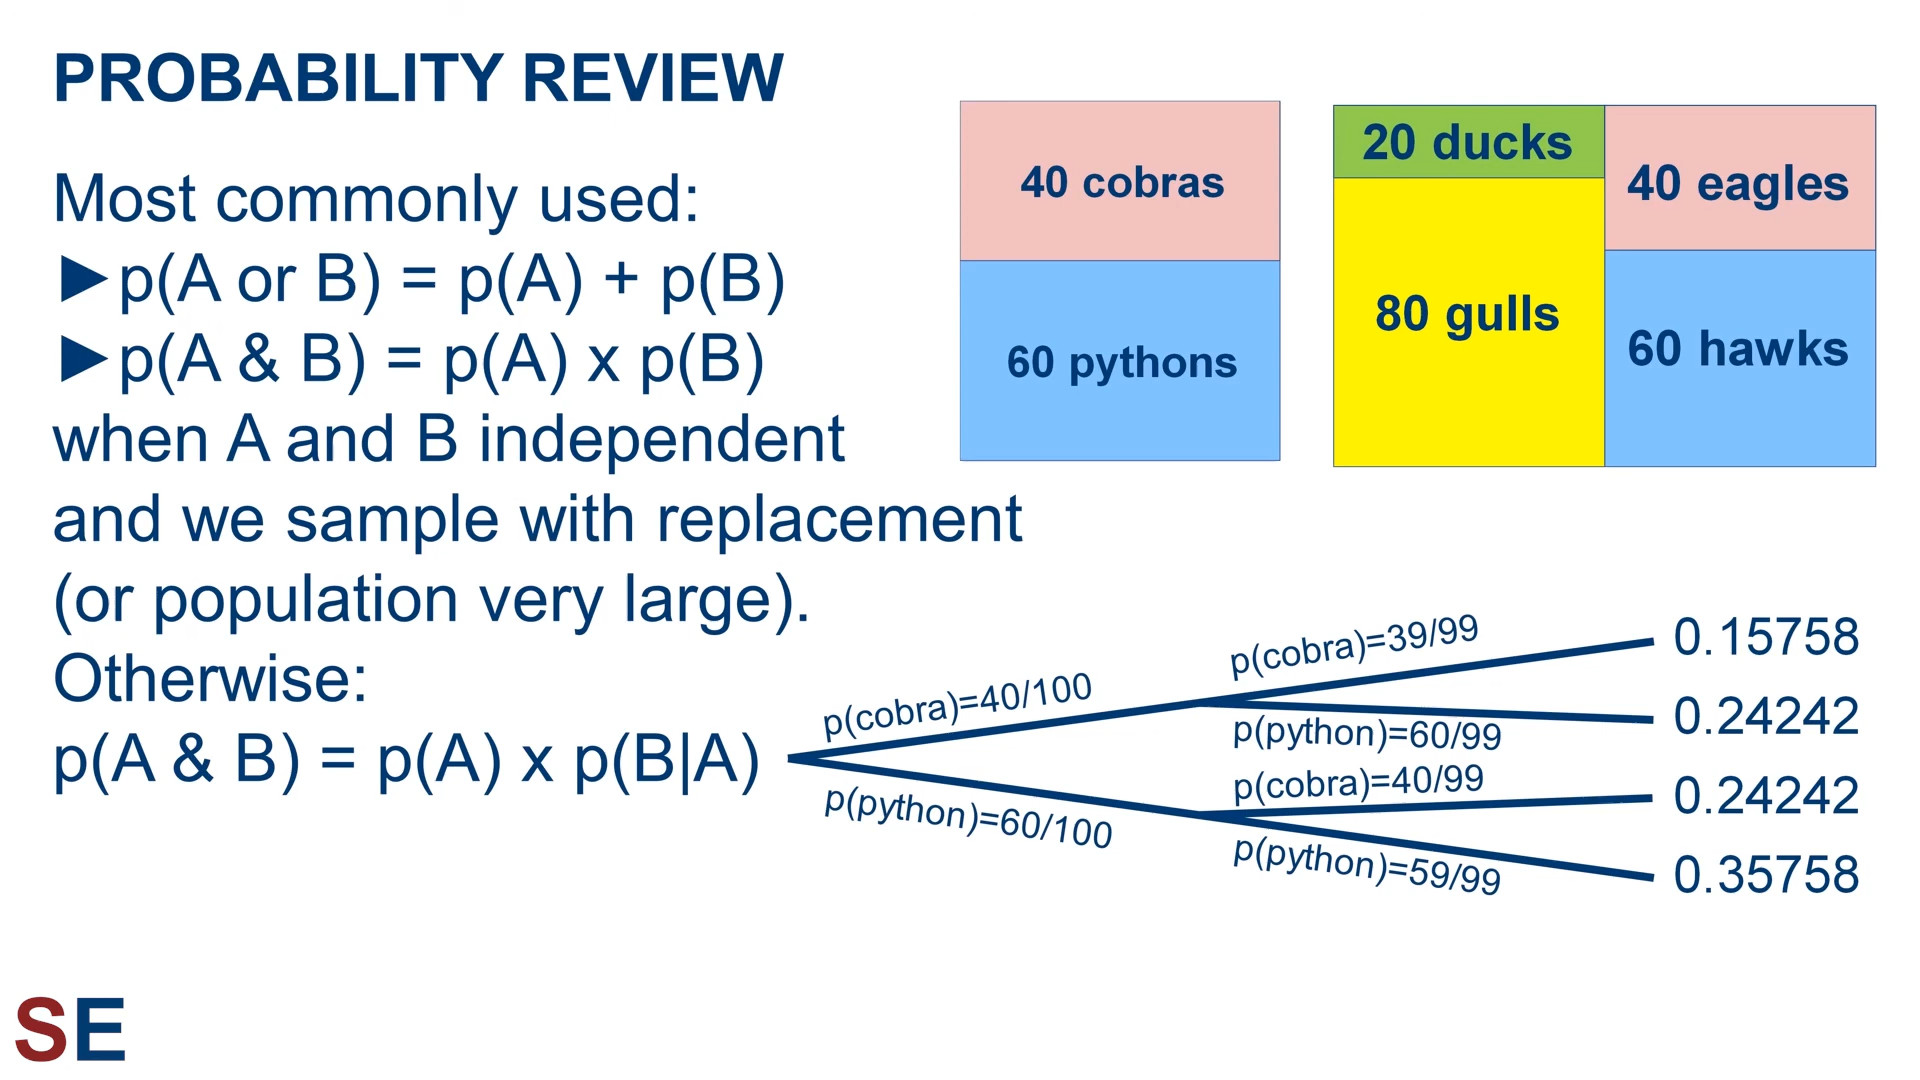 PROBABILITY REVIEW
Most commonly used:
►p(A or B) = p(A) + p(B)
►p(A & B) = p(A) x p(B)
when A and B independent
and we sample with replacement
(or population very large).
Otherwise:
p(A & B) = p(A) x p(B|A)
40 cobras
60 pythons
20 ducks
80 gulls
40 eagles
60 hawks
p(cobra)=40/100
p(python)=60/100
p(cobra)=39/99
p(python)=60/99
p(cobra)=40/99
p(python)=59/99
0.15758
0.24242
0.24242
0.35758
SE